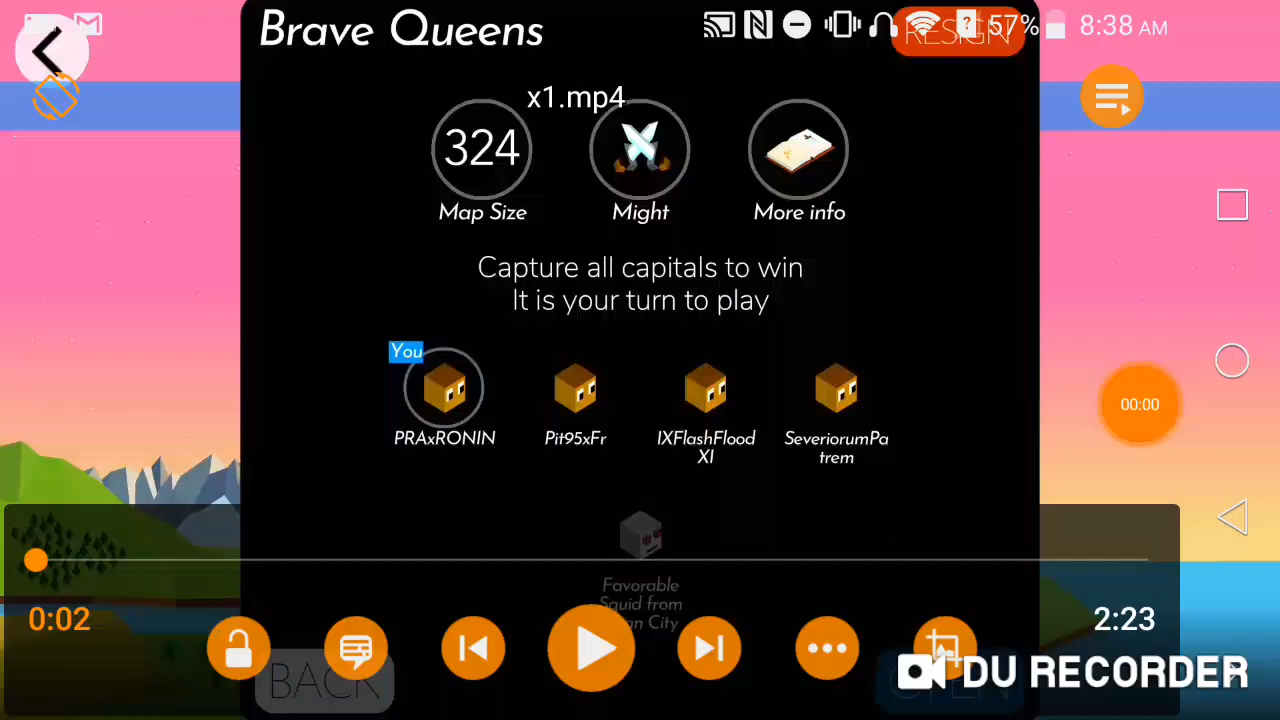 Brave Queens
RESIGN
57%
8:38 AM
x1.mp4
324
Map Size
Might
More info
Capture all capitals to win
It is your turn to play
You
00:00
PRAxRONIN
Pit95xFr
IXFlashFlood
XI
SeveriorumPa
trem
Favorable
Squid from
City
0:02
2:23
BACK
OPEN
DU RECORDER